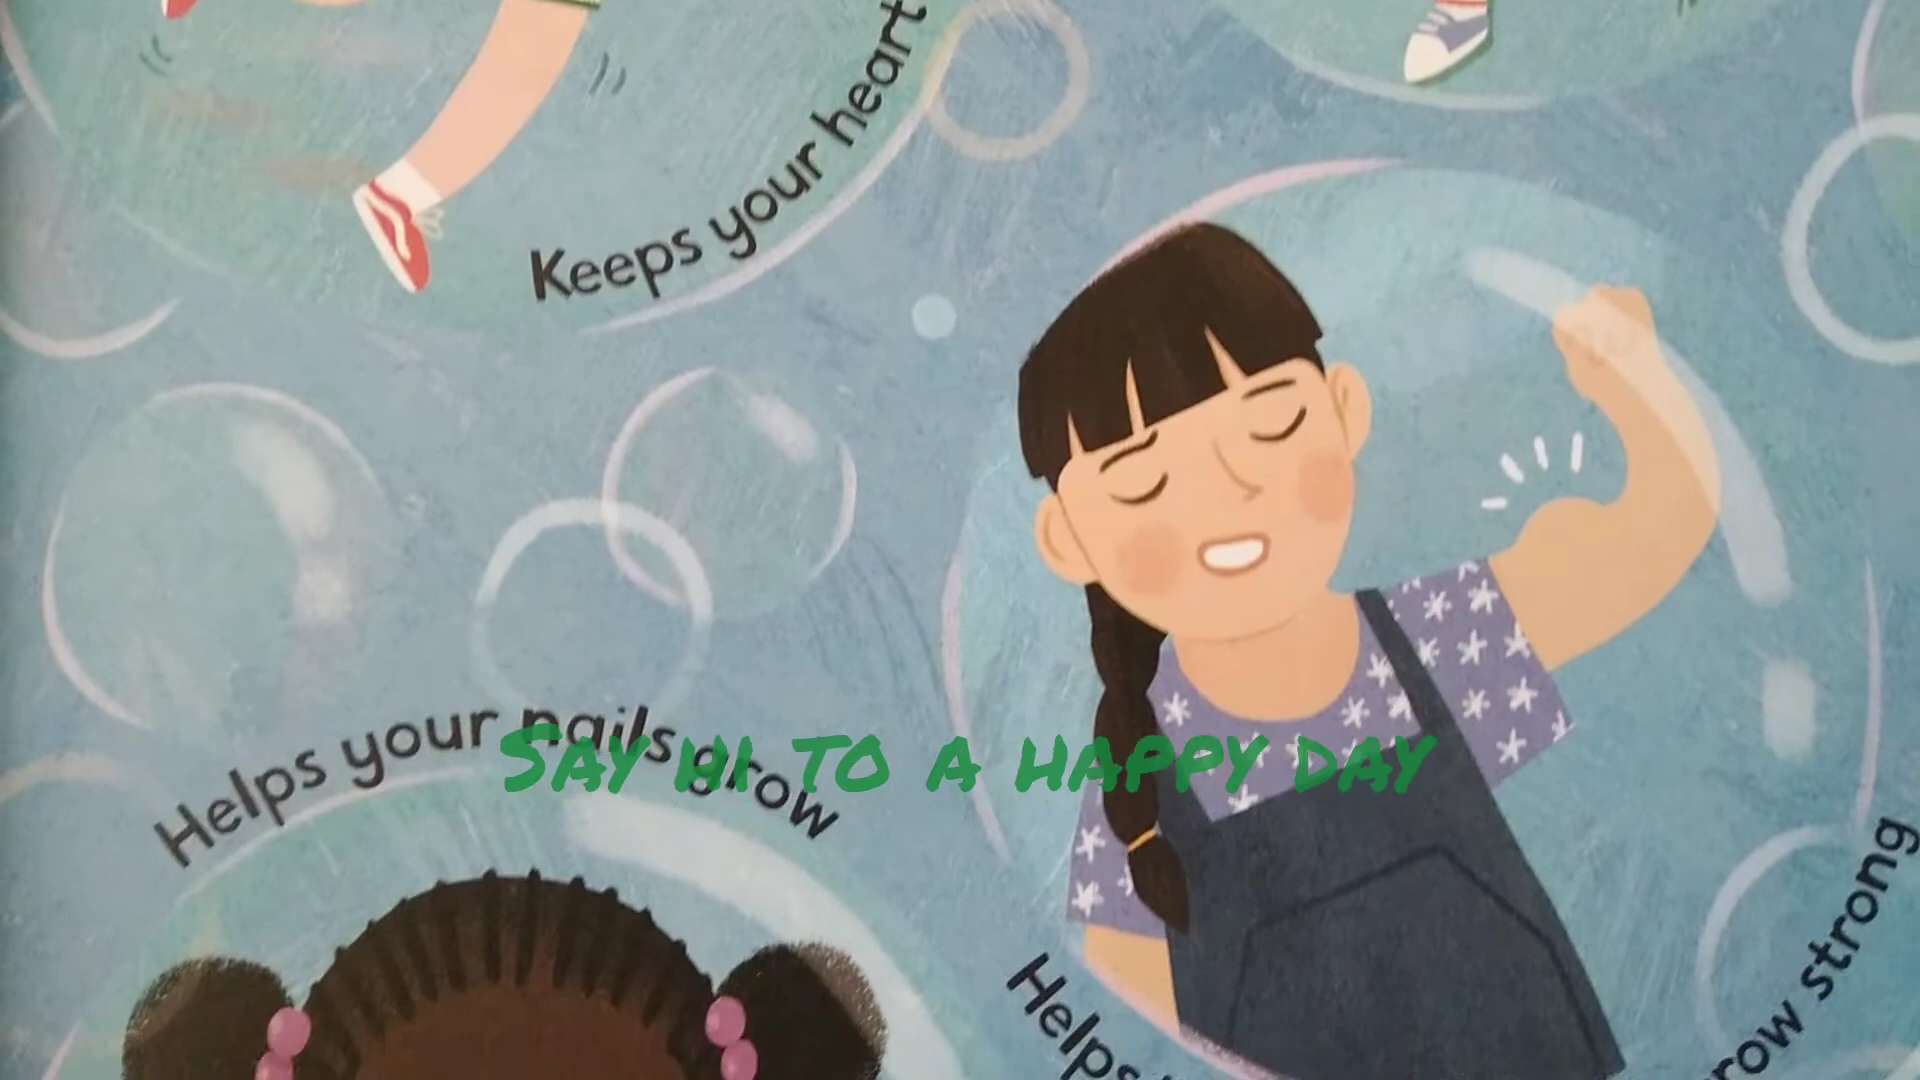 Keeps your heart
Helps your nails grow
Say hi to a happy day
Helps
row strong